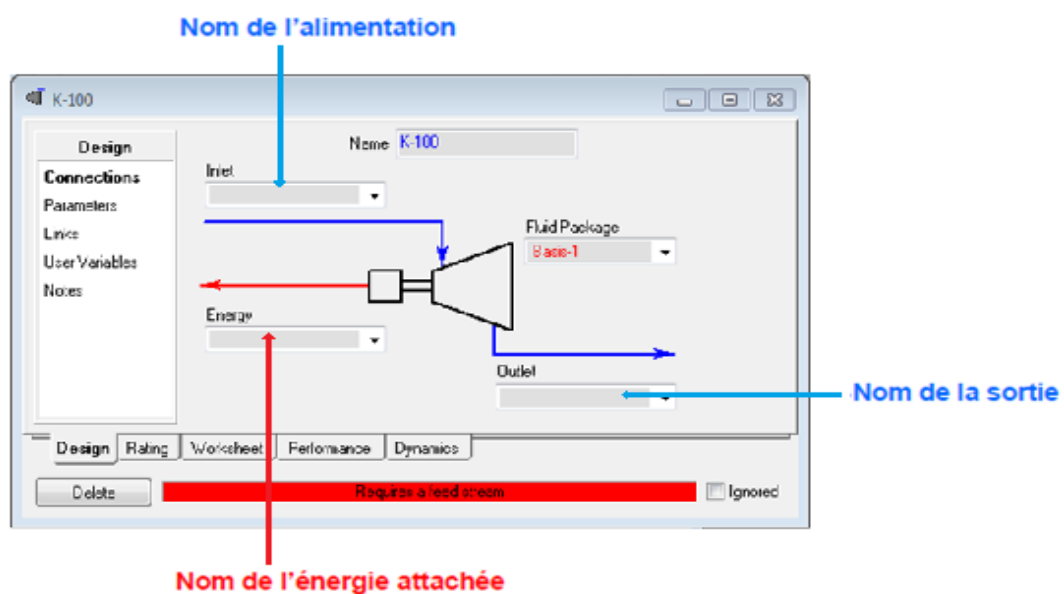 Nom de l'alimentation
K-100
Design
Name K-100
Connections
Inlet
Parameters
Links
Fluid Package
User Variables
Basis-1
Notes
Energy
Outlet
Nom de la sortie
Design Rating Worksheet Performance Dynamics
Delete Requires a feed stream Ignored
Nom de l'énergie attachée